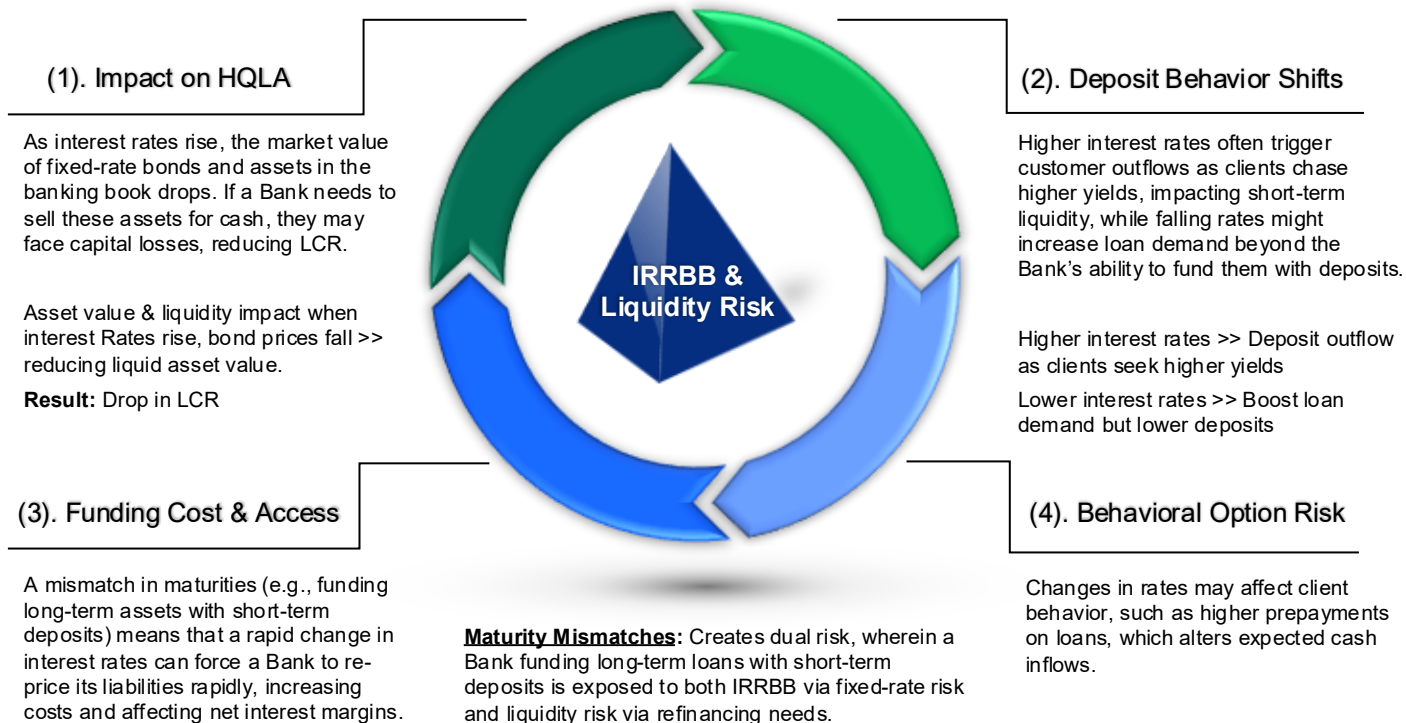 (1). Impact on HQLA
As interest rates rise, the market value
of fixed-rate bonds and assets in the
banking book drops. If a Bank needs to
sell these assets for cash, they may
face capital losses, reducing LCR.
Asset value & liquidity impact when
interest Rates rise, bond prices fall >>
reducing liquid asset value.
Result: Drop in LCR
(2). Deposit Behavior Shifts
Higher interest rates often trigger
customer outflows as clients chase
higher yields, impacting short-term
liquidity, while falling rates might
increase loan demand beyond the
Bank's ability to fund them with deposits.
Higher interest rates >> Deposit outflow
as clients seek higher yields
Lower interest rates >> Boost loan
demand but lower deposits
IRRBB &
Liquidity Risk
(3). Funding Cost & Access
A mismatch in maturities (e.g., funding
long-term assets with short-term
deposits) means that a rapid change in
interest rates can force a Bank to re-
price its liabilities rapidly, increasing
costs and affecting net interest margins.
Maturity Mismatches: Creates dual risk, wherein a
Bank funding long-term loans with short-term
deposits is exposed to both IRRBB via fixed-rate risk
and liquidity risk via refinancing needs.
(4). Behavioral Option Risk
Changes in rates may affect client
behavior, such as higher prepayments
on loans, which alters expected cash
inflows.